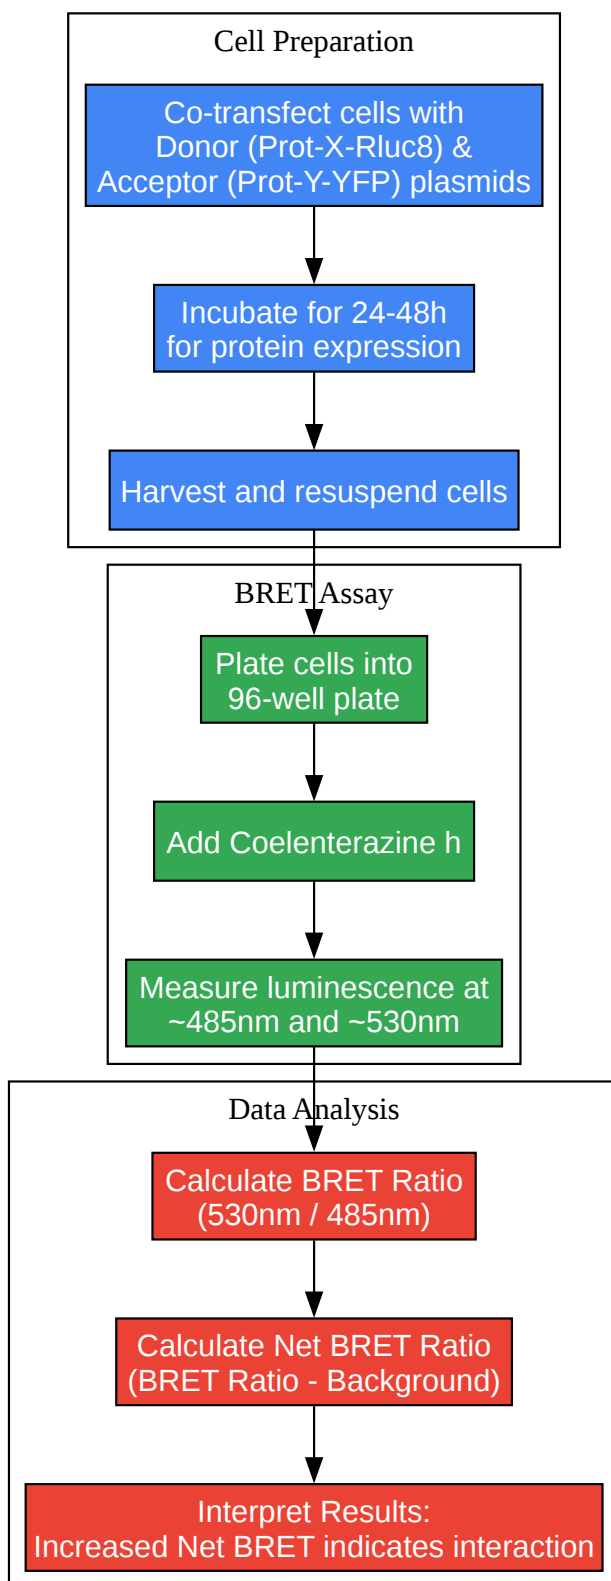 Cell Preparation
Co-transfect cells with
Donor (Prot-X-Rluc8) &
Acceptor (Prot-Y-YFP) plasmids
Incubate for 24-48h
for protein expression
Harvest and resuspend cells
BRET Assay
Plate cells into
96-well plate
Add Coelenterazine h
Measure luminescence at
~485nm and ~530nm
Data Analysis
Calculate BRET Ratio
(530nm / 485nm)
Calculate Net BRET Ratio
(BRET Ratio - Background)
Interpret Results:
Increased Net BRET indicates interaction